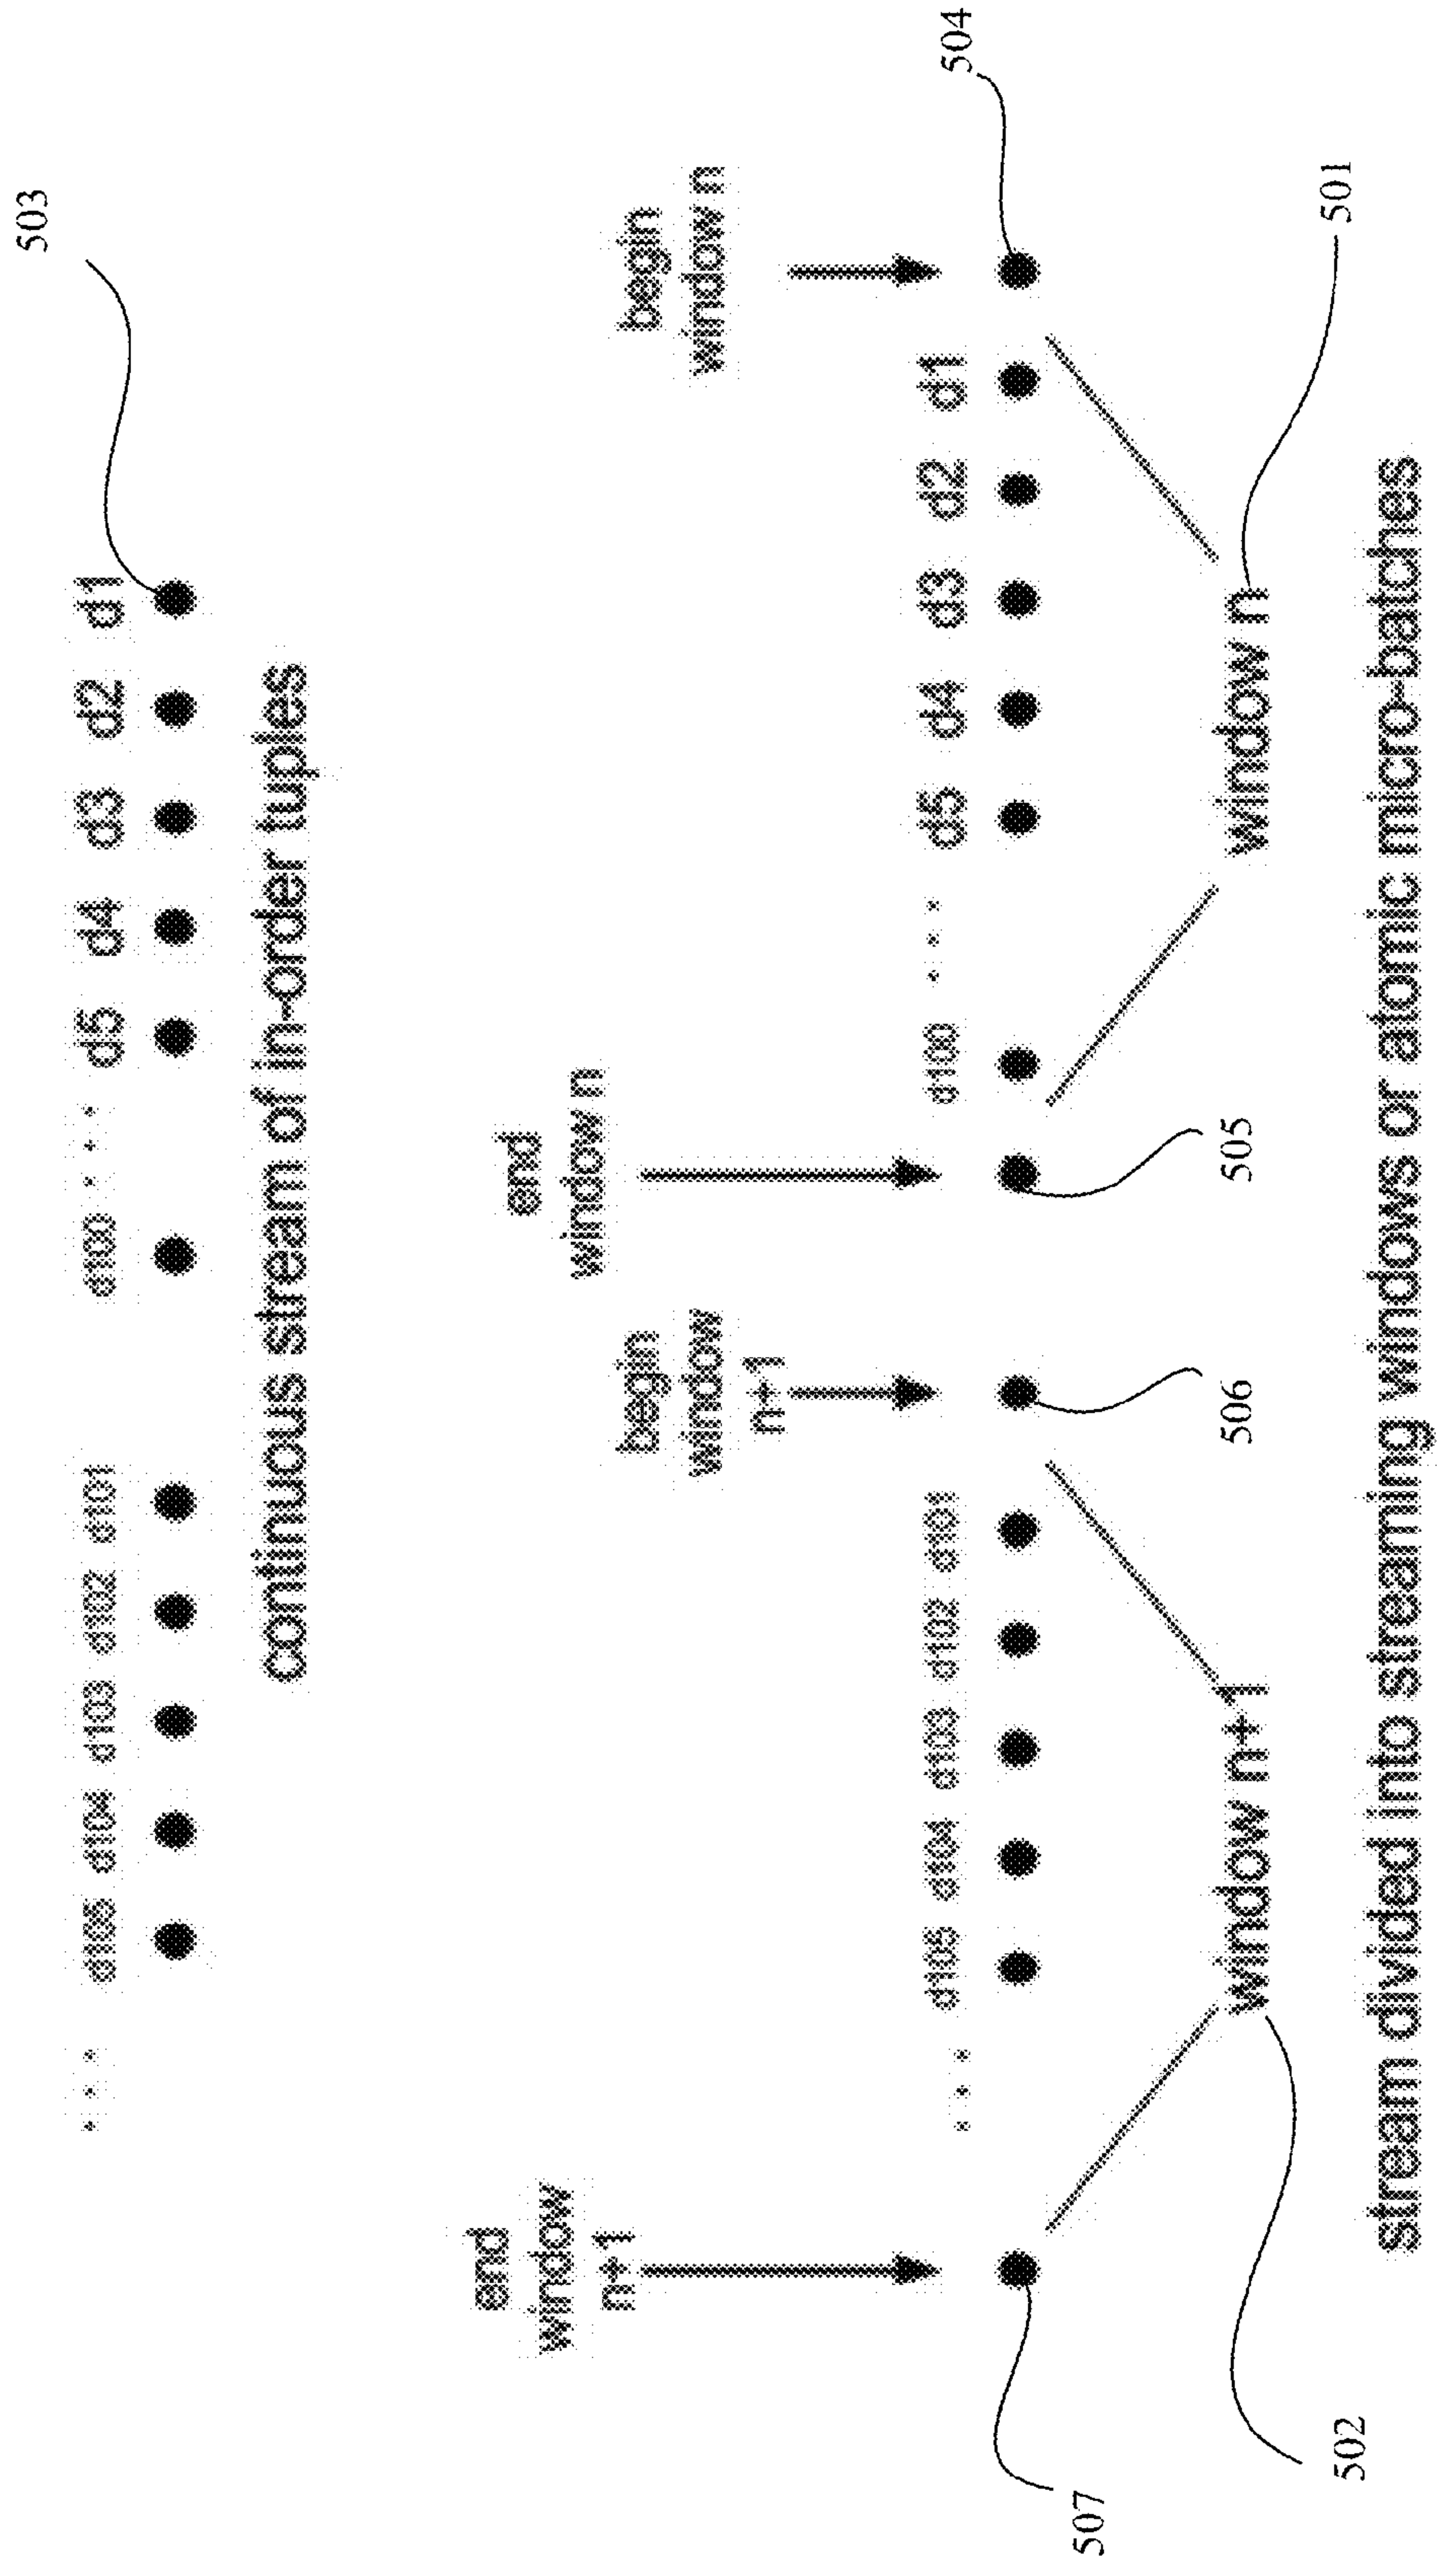 503
... d105 d104 d103 d102 d101 d100 ... d5 d4 d3 d2 d1
continuous stream of in-order tuples
end
window
n+1
end
window n
begin
window
n+1
begin
window n
504
... d105 d104 d103 d102 d101 d100 ... d5 d4 d3 d2 d1
507
506
505
window n+1
window n
502
501
stream divided into streaming windows or atomic micro-batches